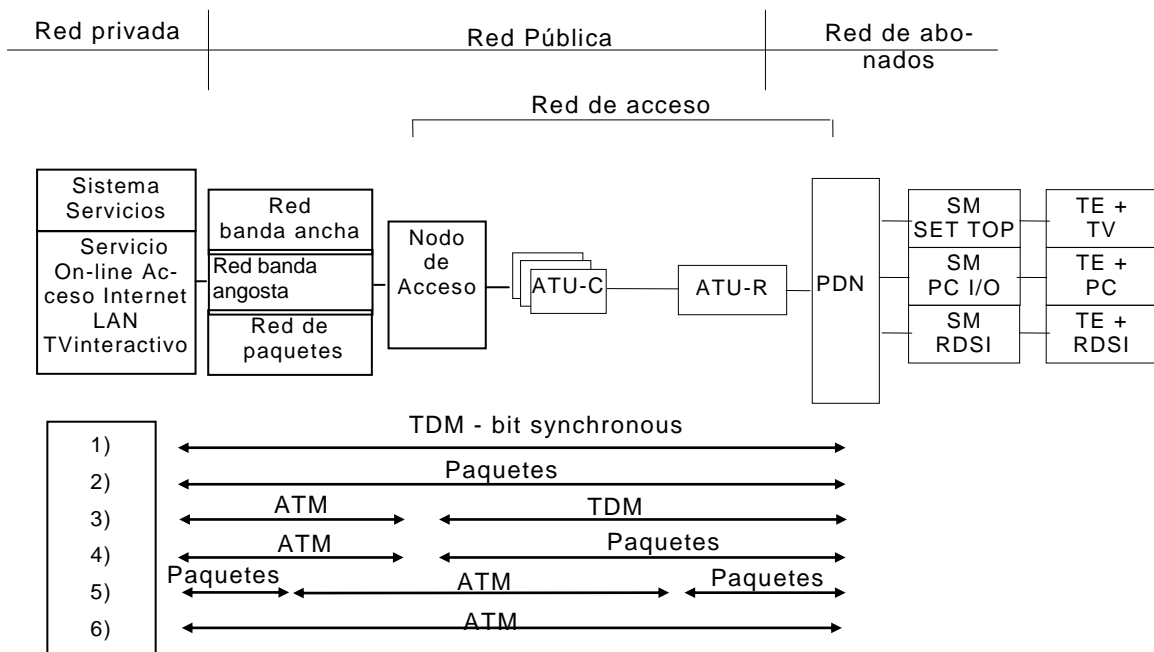 Red privada
Red Pública
Red de abo-
nados
Red de acceso
Sistema
Servicios
Servicio
On-line Ac-
ceso Internet
LAN
TVinteractivo
Red
banda ancha
Red banda
angosta
Red de
paquetes
Nodo
de
Acceso
ATU-C
ATU-R
PDN
SM
SET TOP
SM
PC I/O
SM
RDSI
TE +
TV
TE +
PC
TE +
RDSI
1)
TDM - bit synchronous
2)
Paquetes
3)
ATM
TDM
4)
ATM
Paquetes
5)
Paquetes
ATM
Paquetes
6)
ATM